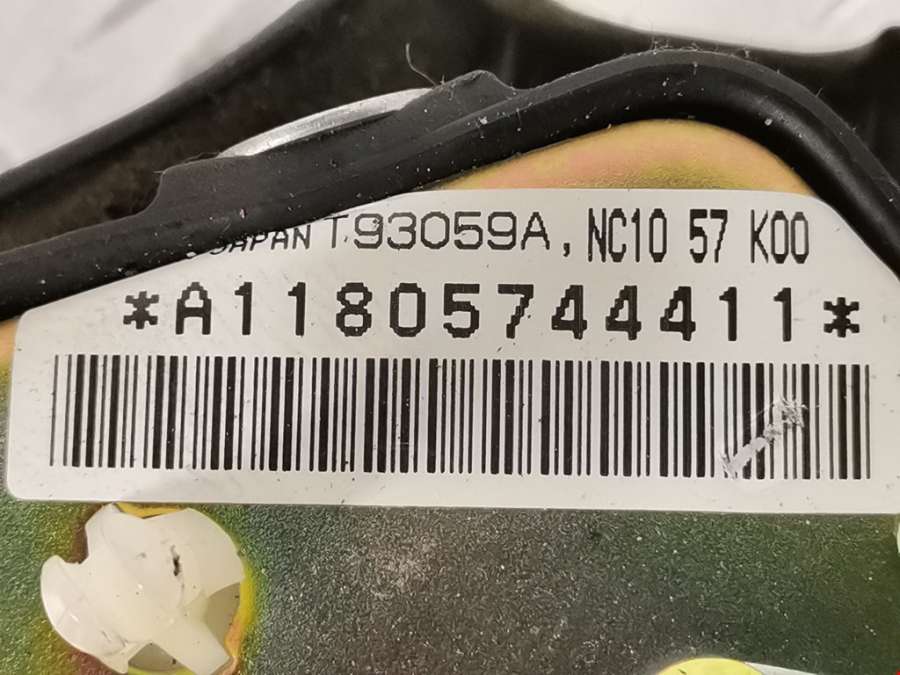 JAPAN T93059A, NC10 57 K00
*A11805744411*